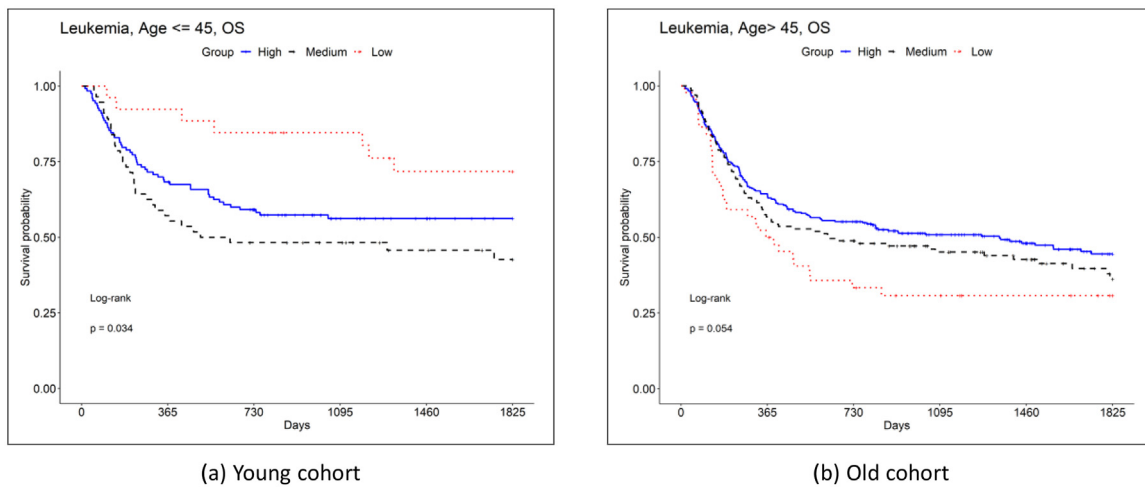 Leukemia, Age <= 45, OS
Group High Medium Low
Survival probability
1.00
0.75
0.50
0.25
0.00
Log-rank
p = 0.034
0 365 730 1095 1460 1825
Days
(a) Young cohort
Leukemia, Age> 45, OS
Group High Medium Low
Survival probability
1.00
0.75
0.50
0.25
0.00
Log-rank
p = 0.054
0 365 730 1095 1460 1825
Days
(b) Old cohort